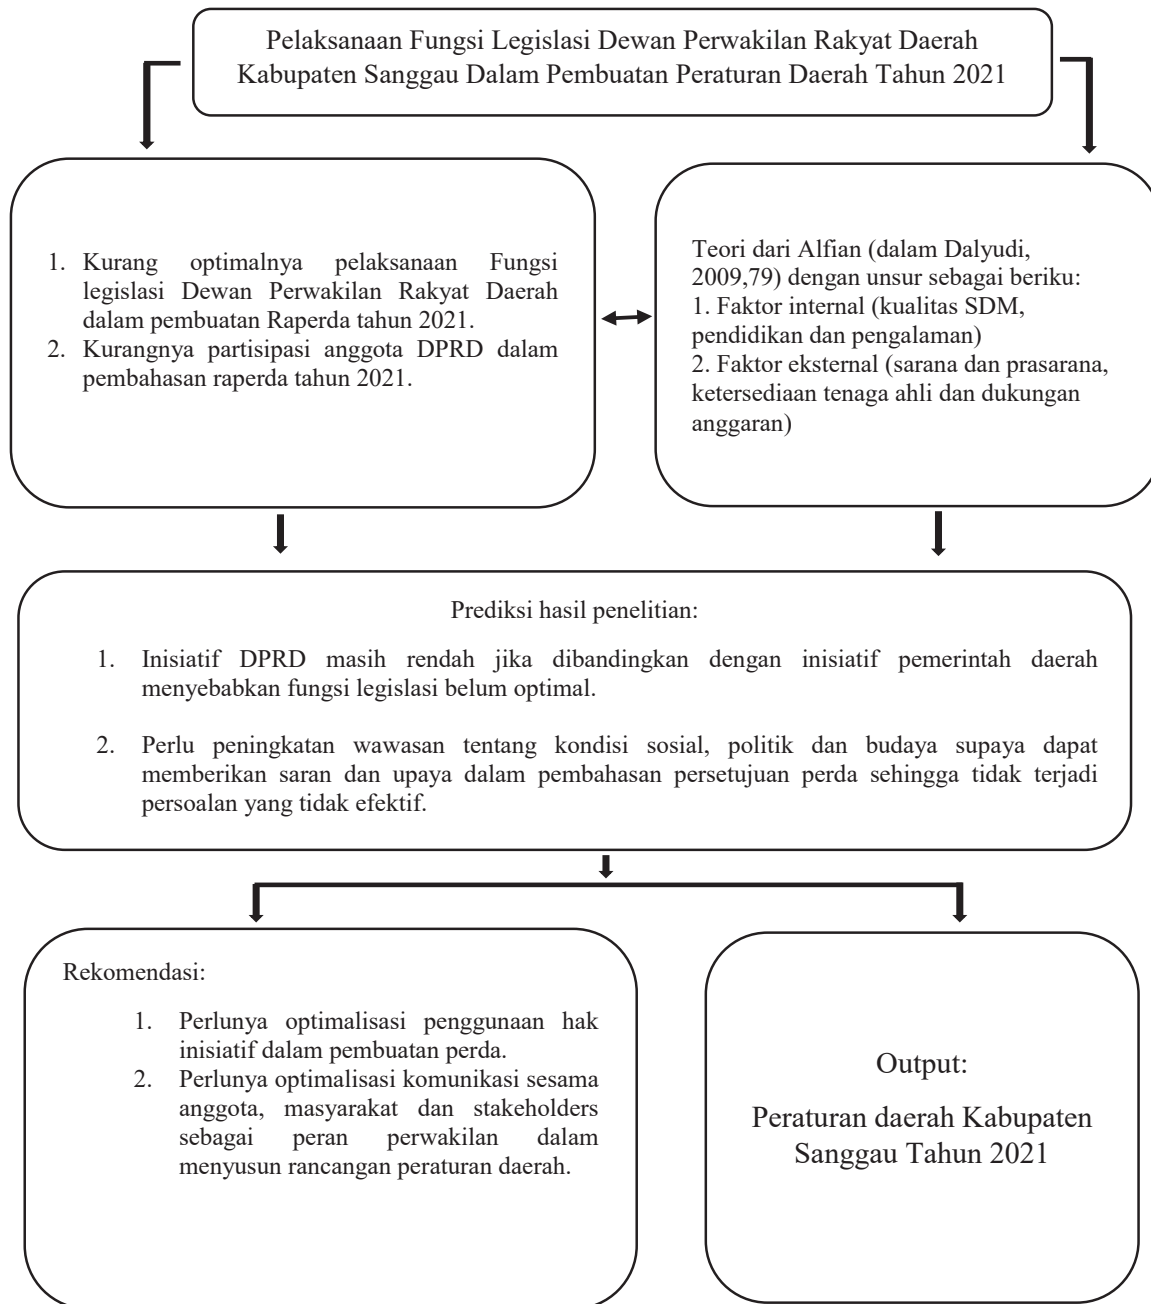 Pelaksanaan Fungsi Legislasi Dewan Perwakilan Rakyat Daerah
Kabupaten Sanggau Dalam Pembuatan Peraturan Daerah Tahun 2021
1. Kurang optimalnya pelaksanaan Fungsi
legislasi Dewan Perwakilan Rakyat Daerah
dalam pembuatan Raperda tahun 2021.
2. Kurangnya partisipasi anggota DPRD dalam
pembahasan raperda tahun 2021.
Teori dari Alfian (dalam Dalyudi,
2009,79) dengan unsur sebagai beriku:
1. Faktor internal (kualitas SDM,
pendidikan dan pengalaman)
2. Faktor eksternal (sarana dan prasarana,
ketersediaan tenaga ahli dan dukungan
anggaran)
Prediksi hasil penelitian:
1. Inisiatif DPRD masih rendah jika dibandingkan dengan inisiatif pemerintah daerah
menyebabkan fungsi legislasi belum optimal.
2. Perlu peningkatan wawasan tentang kondisi sosial, politik dan budaya supaya dapat
memberikan saran dan upaya dalam pembahasan persetujuan perda sehingga tidak terjadi
persoalan yang tidak efektif.
Rekomendasi:
1. Perlunya optimalisasi penggunaan hak
inisiatif dalam pembuatan perda.
2. Perlunya optimalisasi komunikasi sesama
anggota, masyarakat dan stakeholders
sebagai peran perwakilan dalam
menyusun rancangan peraturan daerah.
Output:
Peraturan daerah Kabupaten
Sanggau Tahun 2021